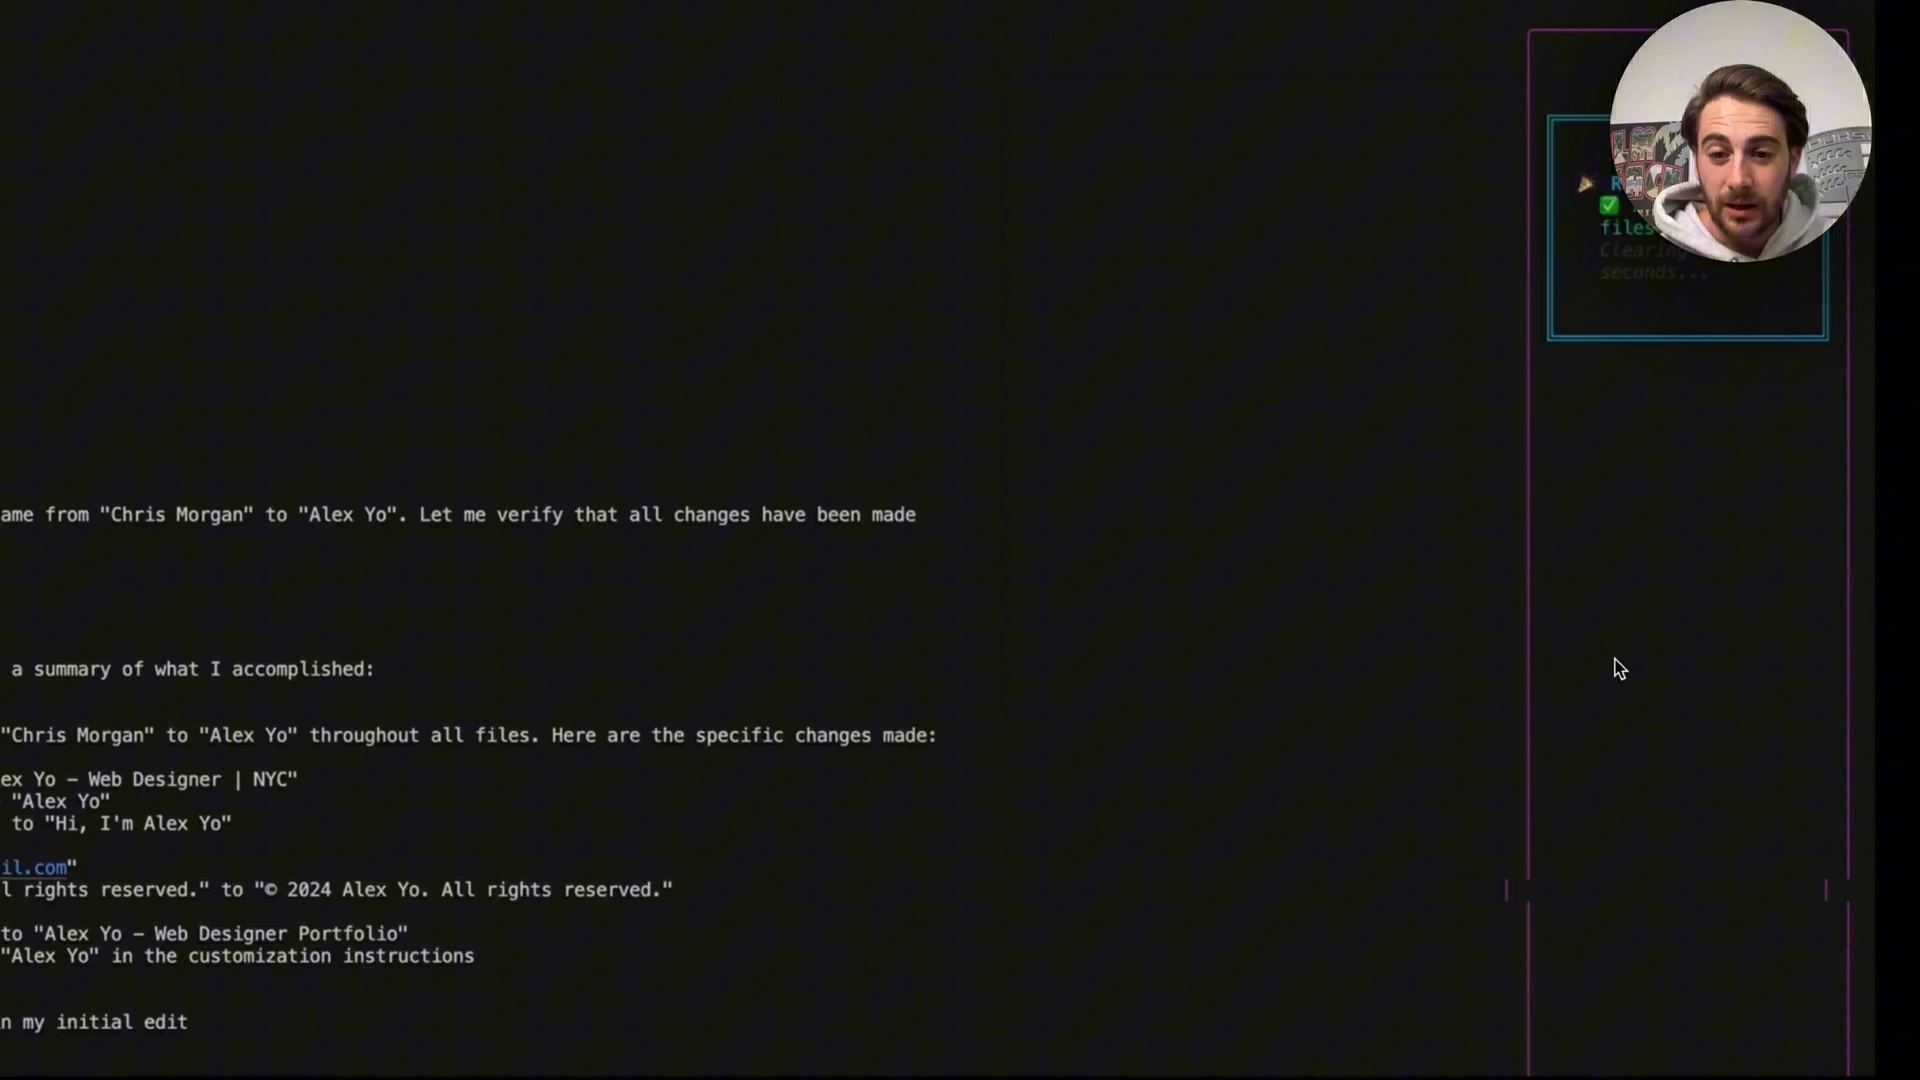 ame from "Chris Morgan" to "Alex Yo". Let me verify that all changes have been made
a summary of what I accomplished:
"Chris Morgan" to "Alex Yo" throughout all files. Here are the specific changes made:
ex Yo – Web Designer | NYC"
"Alex Yo"
to "Hi, I'm Alex Yo"
il.com"
l rights reserved." to "© 2024 Alex Yo. All rights reserved."
to "Alex Yo – Web Designer Portfolio"
"Alex Yo" in the customization instructions
n my initial edit
R
files
Clearing
seconds...